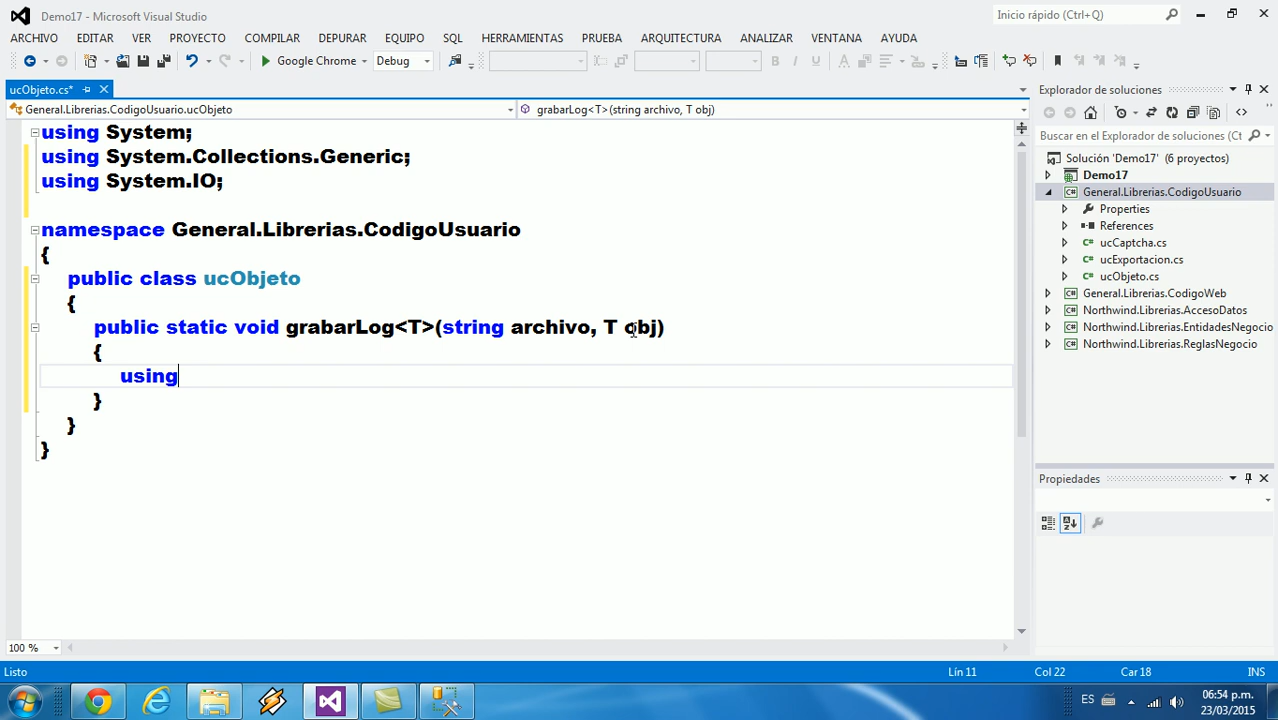 Demo17 - Microsoft Visual Studio
Inicio rápido (Ctrl+Q)
ARCHIVO EDITAR VER PROYECTO COMPILAR DEPURAR EQUIPO SQL HERRAMIENTAS PRUEBA ARQUITECTURA ANALIZAR VENTANA AYUDA
Google Chrome Debug
ucObjeto.cs*
Explorador de soluciones
General.Librerias.CodigoUsuario.ucObjeto
grabarLog<T>(string archivo, T obj)
using System;
using System.Collections.Generic;
using System.IO;
namespace General.Librerias.CodigoUsuario
{
public class ucObjeto
{
public static void grabarLog<T>(string archivo, T obj)
{
using
}
}
}
Buscar en el Explorador de soluciones (Ct
Solución 'Demo17' (6 proyectos)
Demo17
General.Librerias.CodigoUsuario
Properties
References
ucCaptcha.cs
ucExportacion.cs
ucObjeto.cs
General.Librerias.CodigoWeb
Northwind.Librerias.AccesoDatos
Northwind.Librerias.EntidadesNegocio
Northwind.Librerias.ReglasNegocio
Propiedades
100 %
Listo
Lín 11
Col 22
Car 18
INS
ES
06:54 p.m.
23/03/2015